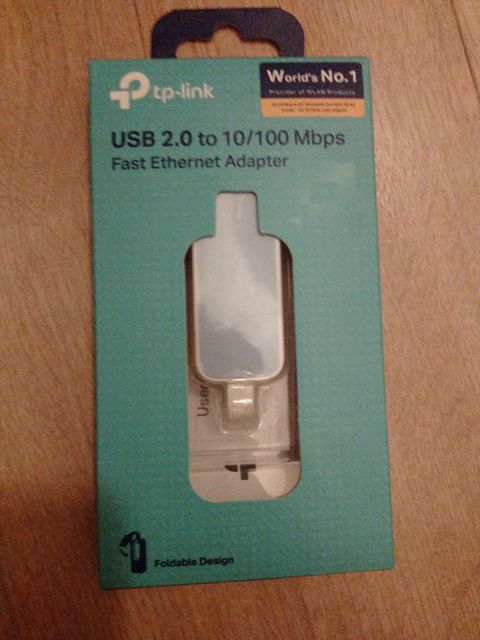 tp-link
World's No.1
Provider of WLAN Products
USB 2.0 to 10/100 Mbps
Fast Ethernet Adapter
User
Foldable Design